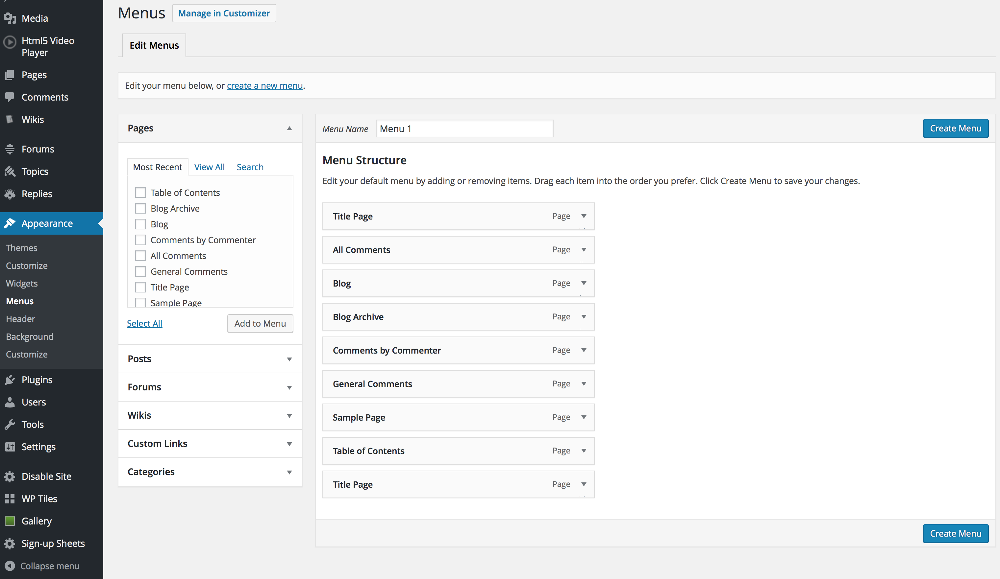 Media
Html5 Video
Player
Pages
Comments
Wikis
Forums
Topics
Replies
Appearance
Themes
Customize
Widgets
Menus
Header
Background
Customize
Plugins
Users
Tools
Settings
Disable Site
WP Tiles
Gallery
Sign-up Sheets
Collapse menu
Menus Manage in Customizer
Edit Menus
Edit your menu below, or create a new menu.
Pages
Most Recent View All Search
Table of Contents
Blog Archive
Blog
Comments by Commenter
All Comments
General Comments
Title Page
Sample Page
Select All Add to Menu
Posts
Forums
Wikis
Custom Links
Categories
Menu Name Menu 1 Create Menu
Menu Structure
Edit your default menu by adding or removing items. Drag each item into the order you prefer. Click Create Menu to save your changes.
Title Page Page
All Comments Page
Blog Page
Blog Archive Page
Comments by Commenter Page
General Comments Page
Sample Page Page
Table of Contents Page
Title Page Page
Create Menu